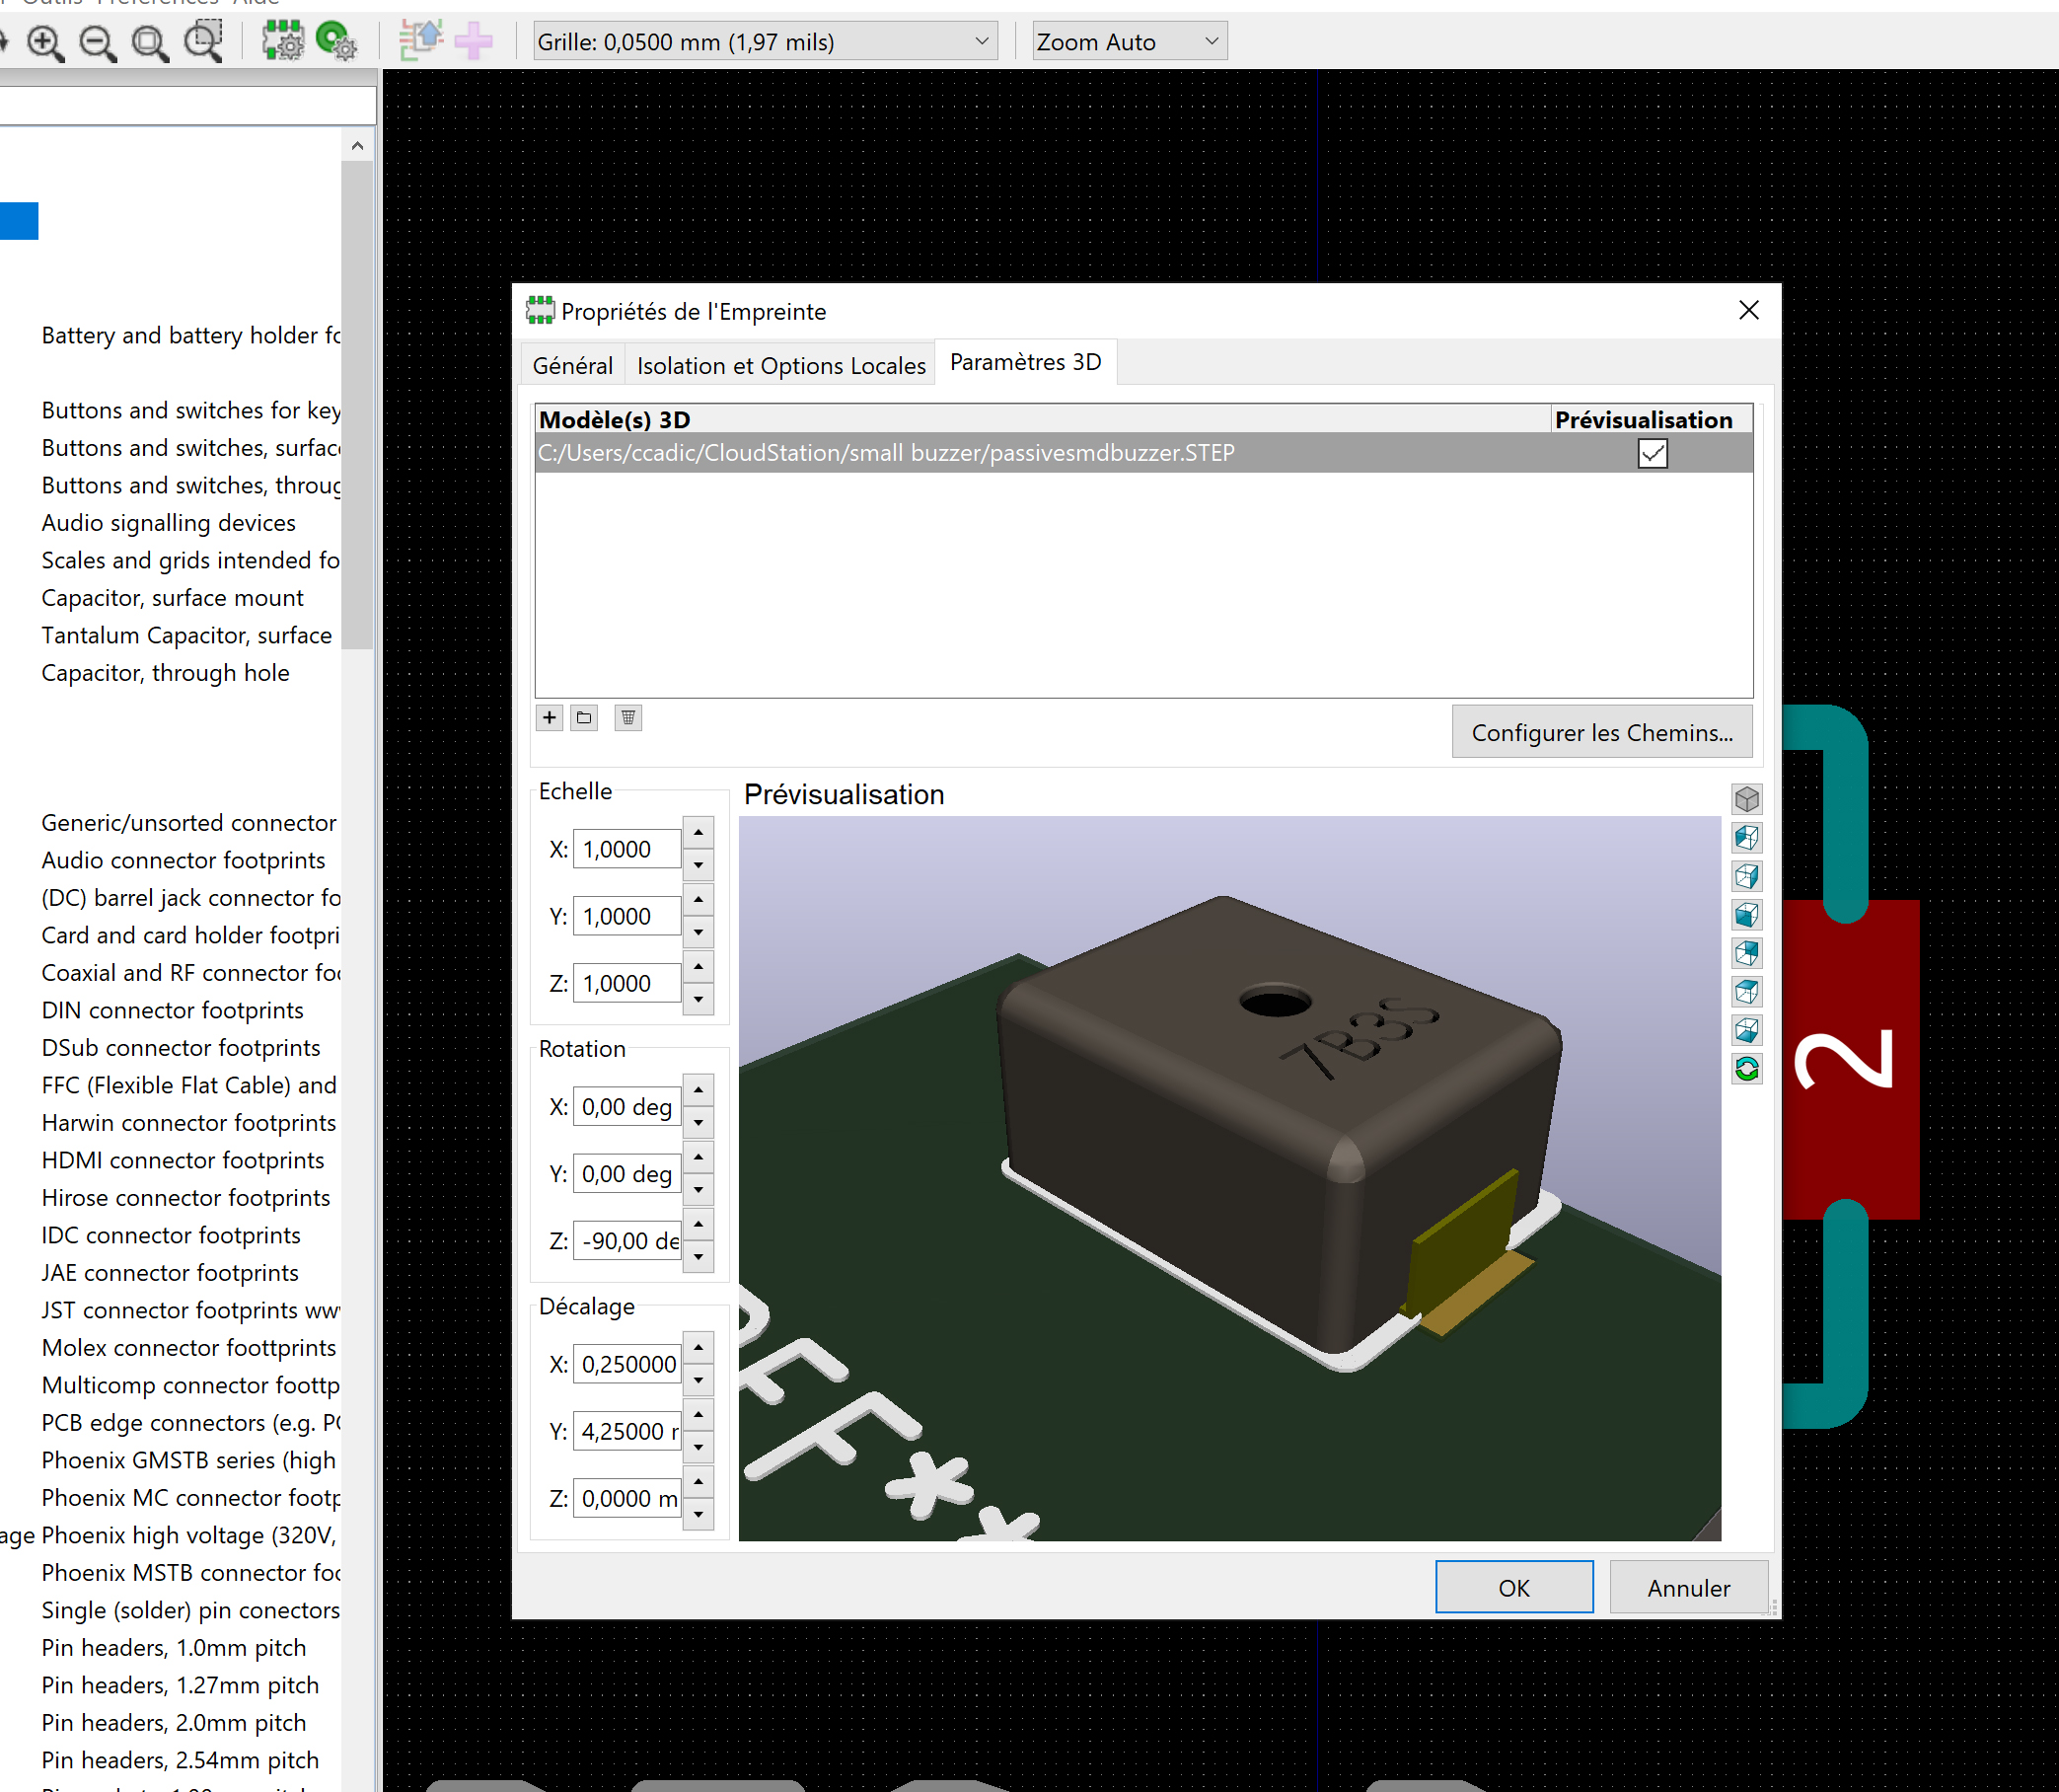 Outils Préférences Aide
Grille: 0,0500 mm (1,97 mils)
Zoom Auto
Battery and battery holder fo
Buttons and switches for key
Buttons and switches, surfac
Buttons and switches, throug
Audio signalling devices
Scales and grids intended fo
Capacitor, surface mount
Tantalum Capacitor, surface
Capacitor, through hole
Generic/unsorted connector
Audio connector footprints
(DC) barrel jack connector fo
Card and card holder footpri
Coaxial and RF connector foo
DIN connector footprints
DSub connector footprints
FFC (Flexible Flat Cable) and
Harwin connector footprints
HDMI connector footprints
Hirose connector footprints
IDC connector footprints
JAE connector footprints
JST connector footprints www
Molex connector foottprints
Multicomp connector foottp
PCB edge connectors (e.g. PC
Phoenix GMSTB series (high
Phoenix MC connector footp
age Phoenix high voltage (320V,
Phoenix MSTB connector foo
Single (solder) pin conectors
Pin headers, 1.0mm pitch
Pin headers, 1.27mm pitch
Pin headers, 2.0mm pitch
Pin headers, 2.54mm pitch
Propriétés de l'Empreinte
Général
Isolation et Options Locales
Paramètres 3D
Modèle(s) 3D
Prévisualisation
C:/Users/ccadic/CloudStation/small buzzer/passivesmdbuzzer.STEP
Configurer les Chemins...
Echelle
X: 1,0000
Y: 1,0000
Z: 1,0000
Rotation
X: 0,00 deg
Y: 0,00 deg
Z: -90,00 de
Décalage
X: 0,250000
Y: 4,25000 r
Z: 0,0000 m
Prévisualisation
7B3S
EF**
OK
Annuler
2